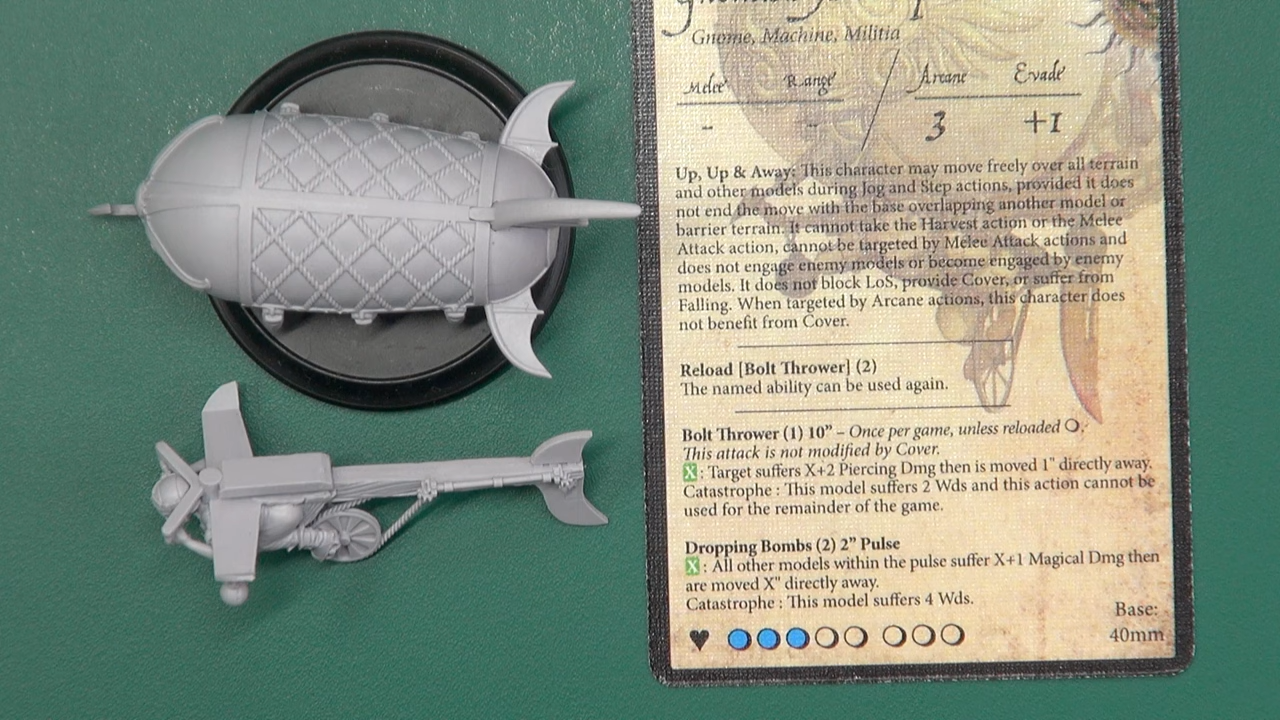 Gnome, Machine, Militia
Melee Range Arcane Evade
- - 3 +1
Up, Up & Away: This character may move freely over all terrain
and other models during Jog and Step actions, provided it does
not end the move with the base overlapping another model or
barrier terrain. It cannot take the Harvest action or the Melee
Attack action, cannot be targeted by Melee Attack actions and
does not engage enemy models or become engaged by enemy
models. It does not block LoS, provide Cover, or suffer from
Falling. When targeted by Arcane actions, this character does
not benefit from Cover.
Reload [Bolt Thrower] (2)
The named ability can be used again.
Bolt Thrower (1) 10” – Once per game, unless reloaded
This attack is not modified by Cover.
X : Target suffers X+2 Piercing Dmg then is moved 1" directly away.
Catastrophe : This model suffers 2 Wds and this action cannot be
used for the remainder of the game.
Dropping Bombs (2) 2” Pulse
X : All other models within the pulse suffer X+1 Magical Dmg then
are moved X" directly away.
Catastrophe : This model suffers 4 Wds.
Base:
40mm